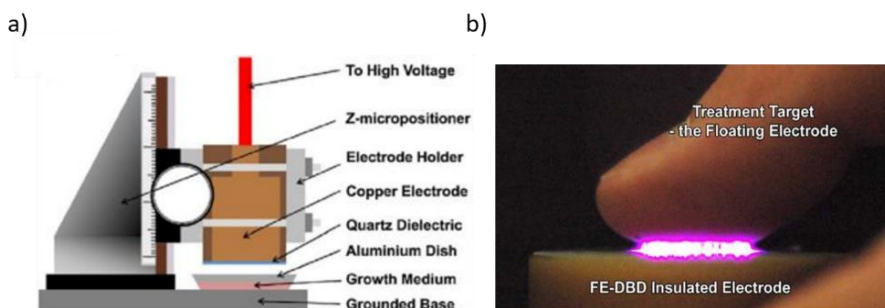 a)
b)
To High Voltage
Z-micropositioner
Electrode Holder
Copper Electrode
Quartz Dielectric
Aluminium Dish
Growth Medium
Grounded Base
Treatment Target
- the Floating Electrode
FE-DBD Insulated Electrode